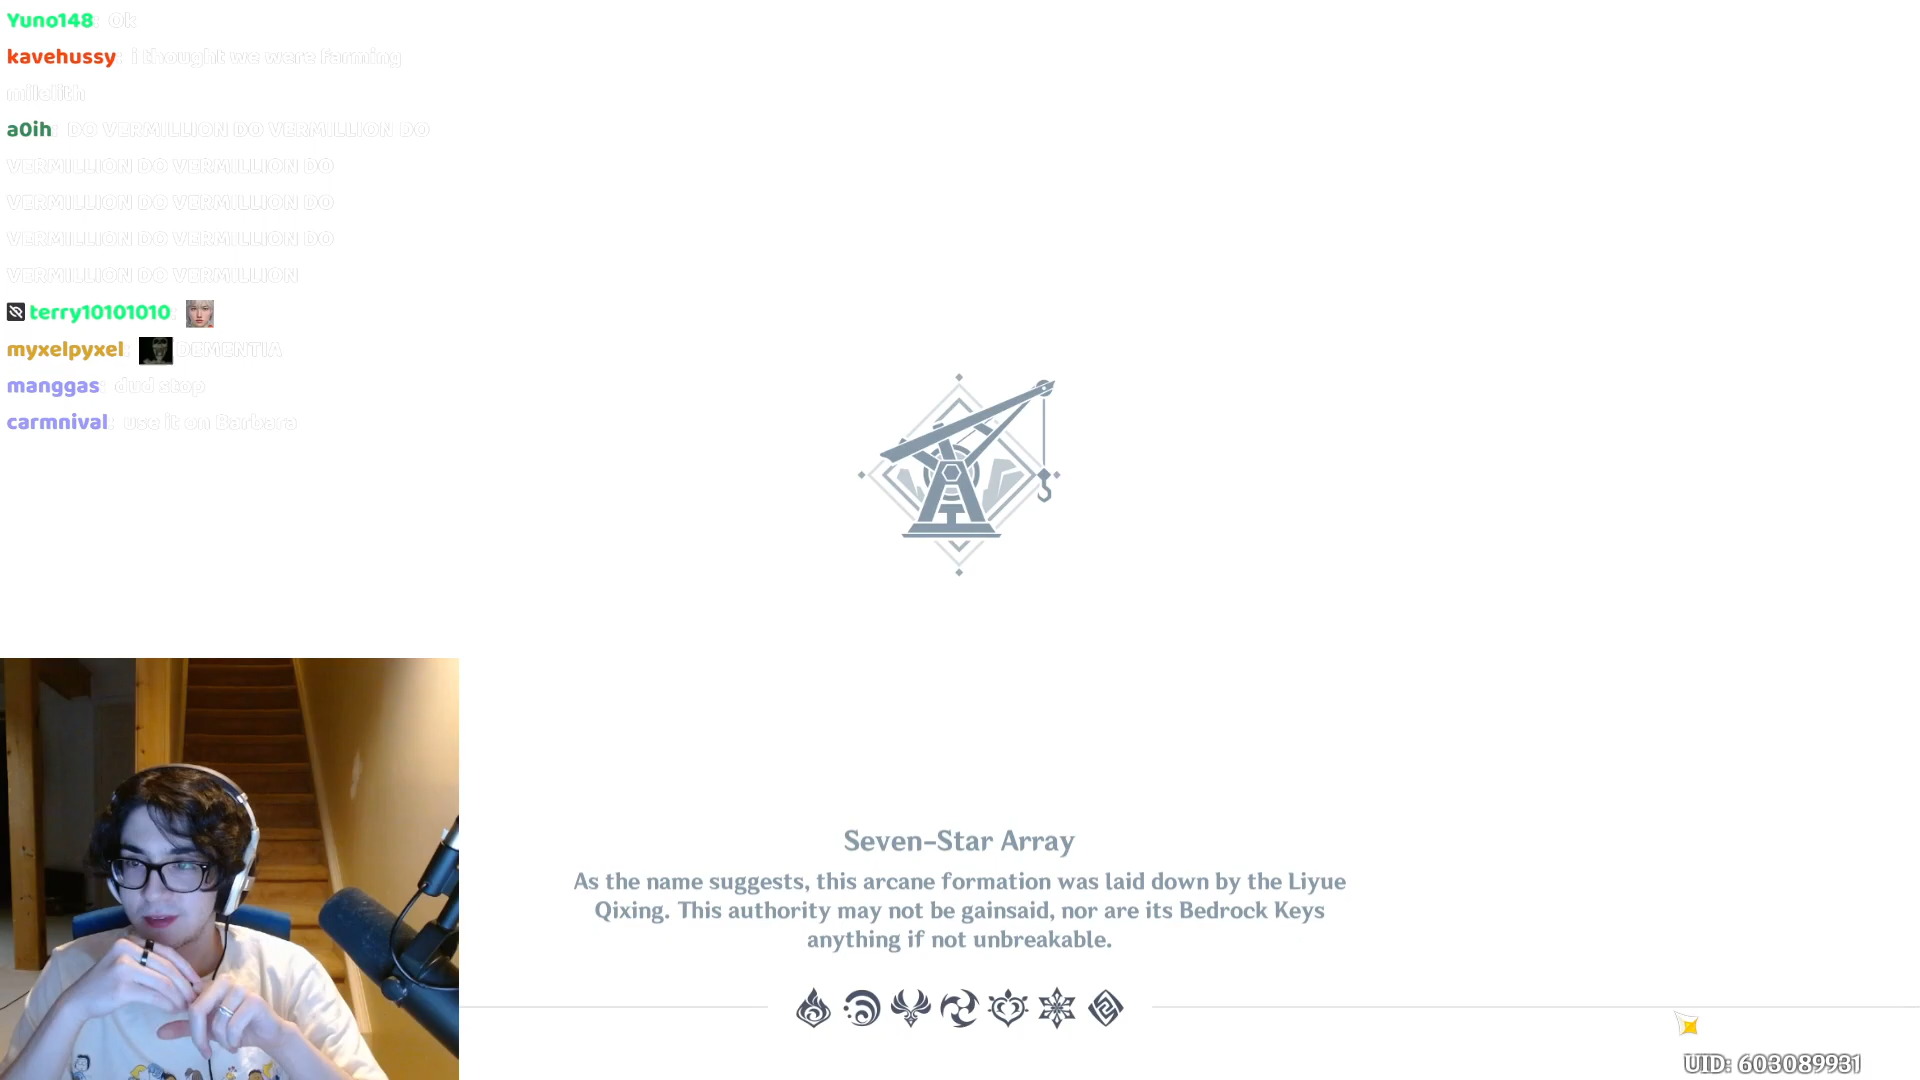 Yuno148: Ok
kavehussy: i thought we were farming
millelith
a0ih: DO VERMILLION DO VERMILLION DO
VERMILLION DO VERMILLION DO
VERMILLION DO VERMILLION DO
VERMILLION DO VERMILLION DO
VERMILLION DO VERMILLION
terry10101010:
myxelpyxel: DEMENTIA
manggas: dud stop
carmnival: use it on Barbara
Seven-Star Array
As the name suggests, this arcane formation was laid down by the Liyue
Qixing. This authority may not be gainsaid, nor are its Bedrock Keys
anything if not unbreakable.
UID: 603089931